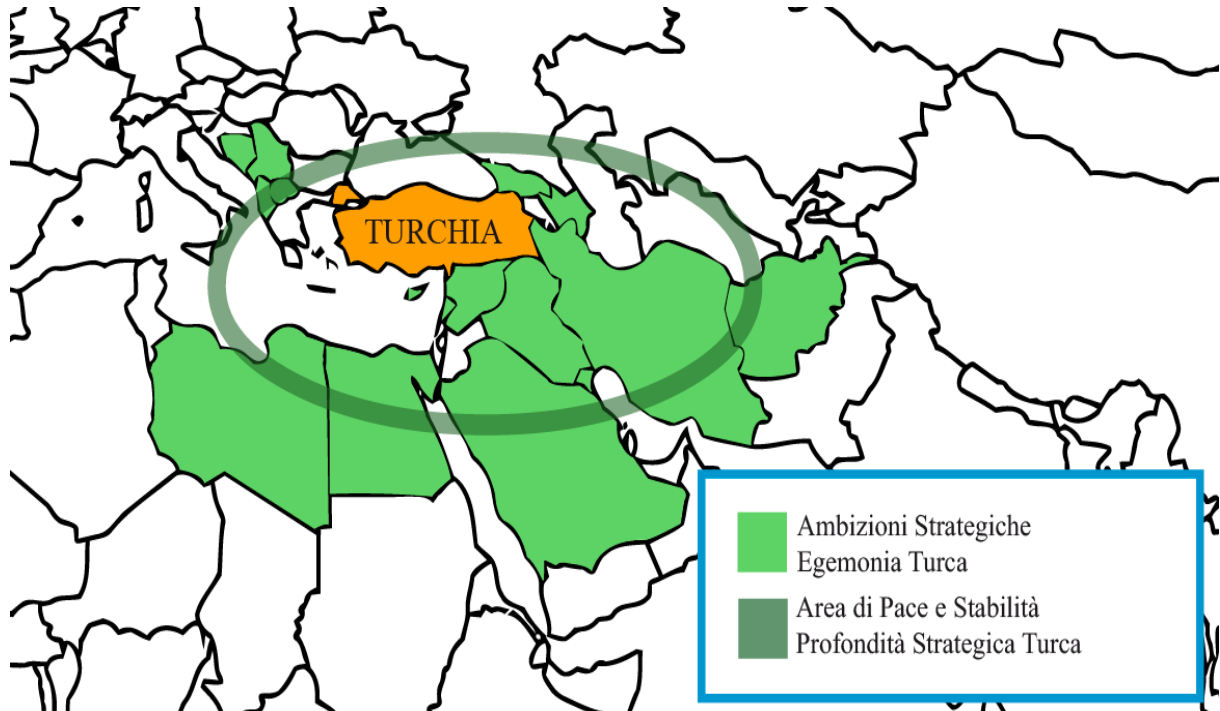 TURCHIA
Ambizioni Strategiche
Egemonia Turca
Area di Pace e Stabilità
Profondità Strategica Turca